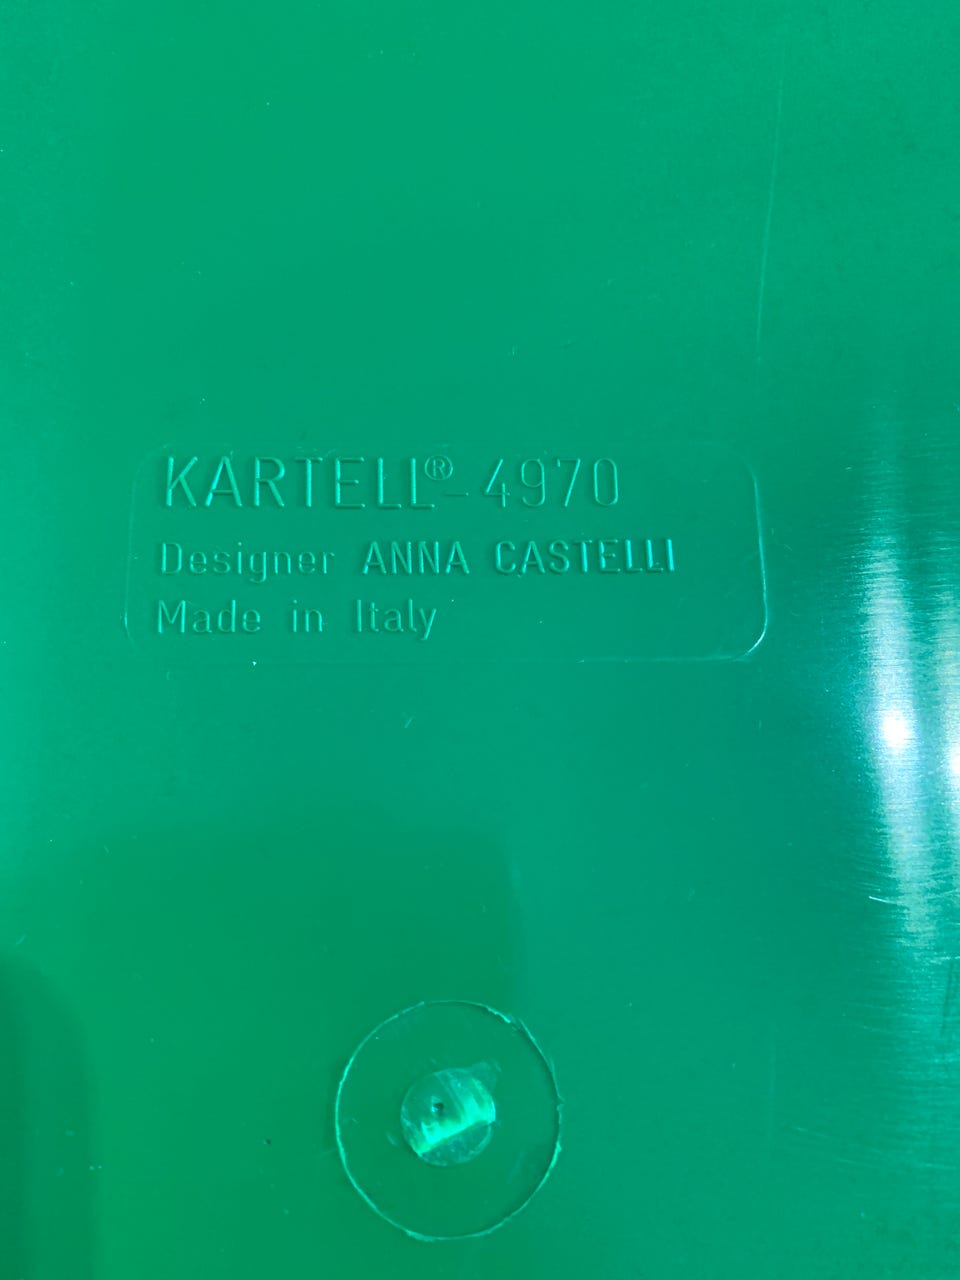 KARTELL®-4970
Designer ANNA CASTELLI
Made in Italy